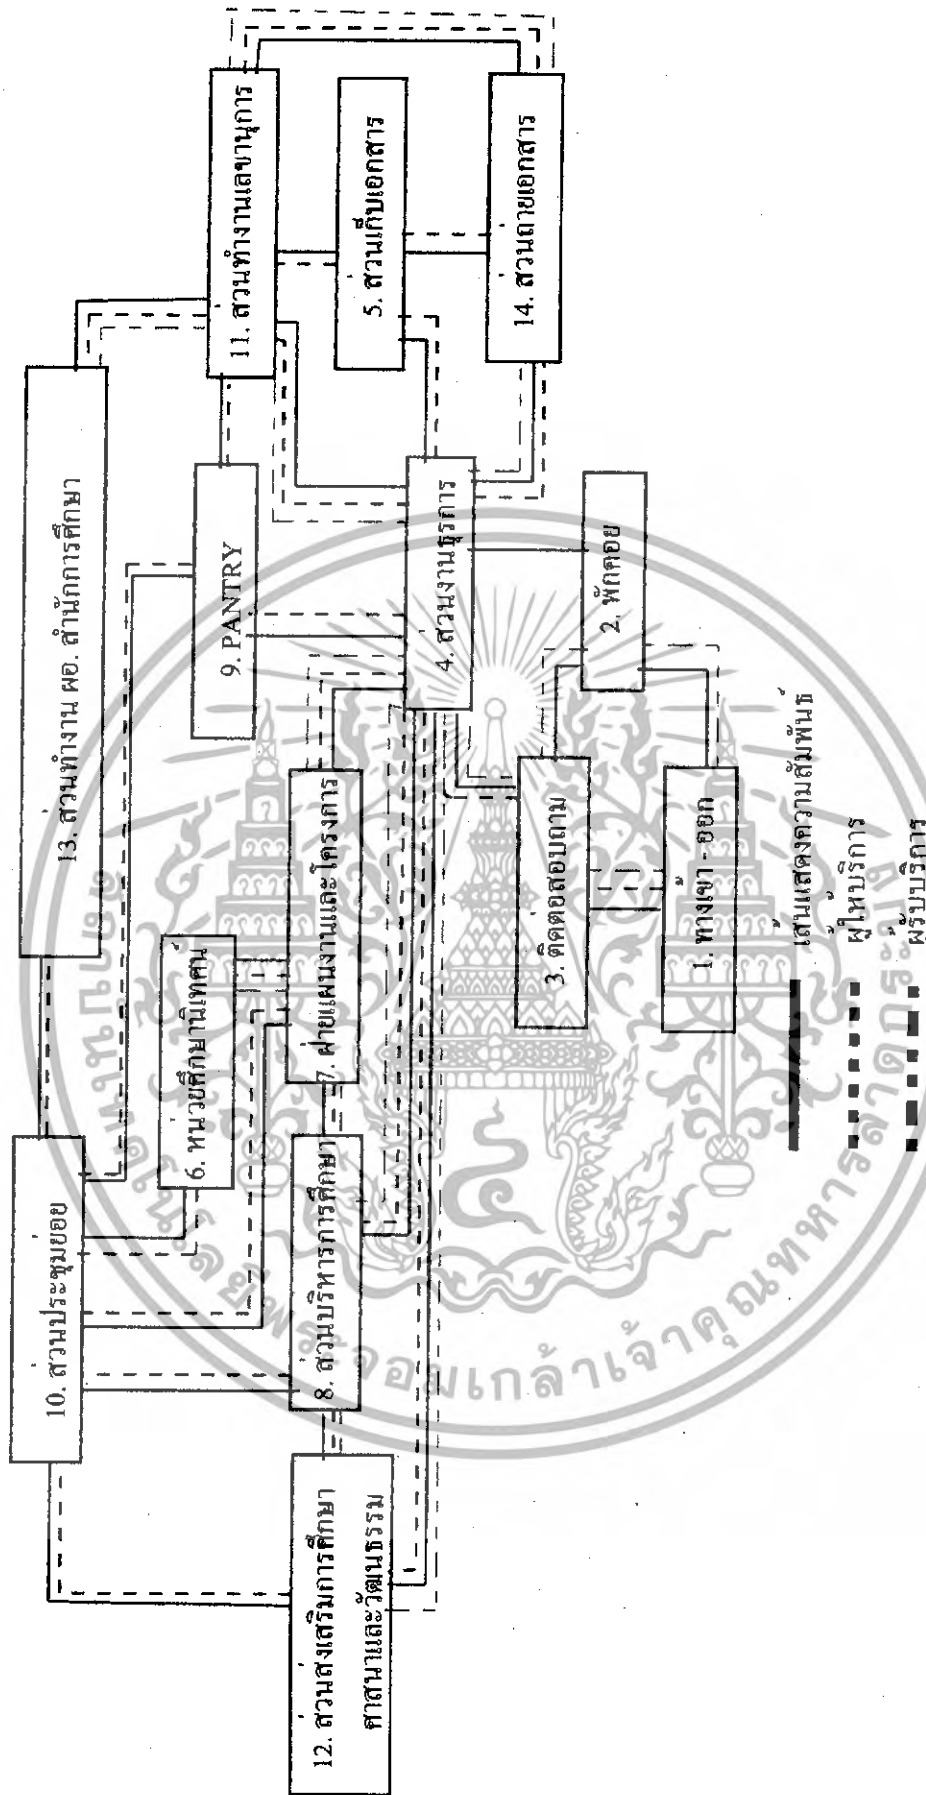 13. ส่วนทำงาน ผอ. สำนักการศึกษา
10. ส่วนประชุมย่อย
9. PANTRY
11. ส่วนทำงานเลขานุการ
6. หน่วยศึกษานิเทศน์
5. ส่วนเก็บเอกสาร
12. ส่วนส่งเสริมการศึกษา
ศาสนาและวัฒนธรรม
8. ส่วนบริหารการศึกษา
7. ฝ่ายแผนงานและโครงการ
4. ส่วนงานธุรการ
14. ส่วนถ่ายเอกสาร
3. ติดต่อสอบถาม
2. พักคอย
1. ทางเข้า - ออก
เส้นแสดงความสัมพันธ์
ผู้ให้บริการ
ผู้รับบริการ